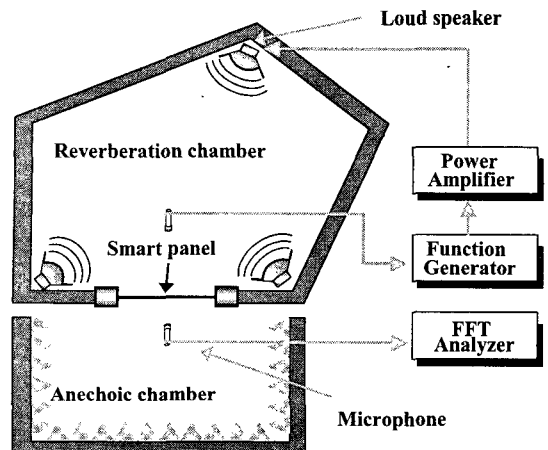 Loud speaker
Reverberation chamber
Power
Amplifier
Smart panel
Function
Generator
FFT
Analyzer
Anechoic chamber
Microphone